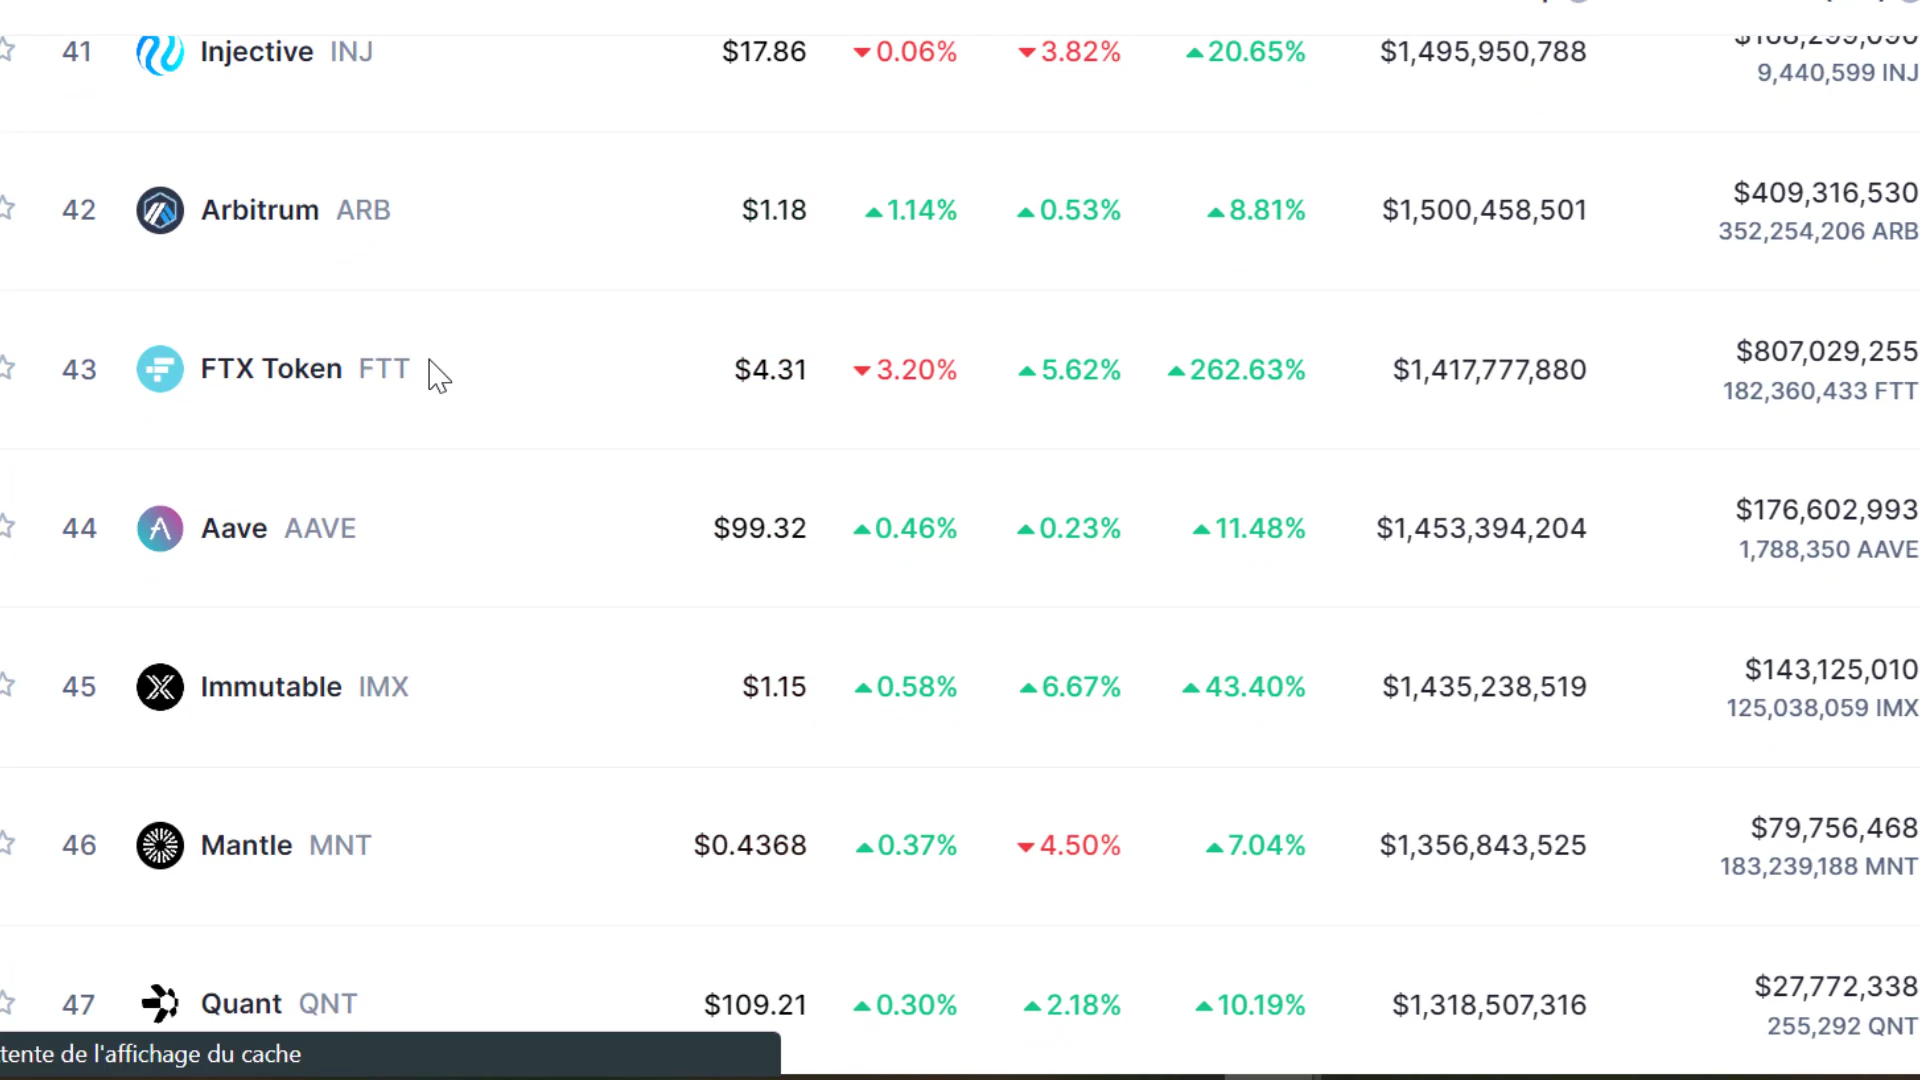 41 Injective INJ $17.86 0.06% 3.82% 20.65% $1,495,950,788
9,440,599 INJ
42 Arbitrum ARB $1.18 1.14% 0.53% 8.81% $1,500,458,501 $409,316,530
352,254,206 ARB
43 FTX Token FTT $4.31 3.20% 5.62% 262.63% $1,417,777,880 $807,029,255
182,360,433 FTT
44 Aave AAVE $99.32 0.46% 0.23% 11.48% $1,453,394,204 $176,602,993
1,788,350 AAVE
45 Immutable IMX $1.15 0.58% 6.67% 43.40% $1,435,238,519 $143,125,010
125,038,059 IMX
46 Mantle MNT $0.4368 0.37% 4.50% 7.04% $1,356,843,525 $79,756,468
183,239,188 MNT
47 Quant QNT $109.21 0.30% 2.18% 10.19% $1,318,507,316 $27,772,338
255,292 QNT
tente de l'affichage du cache